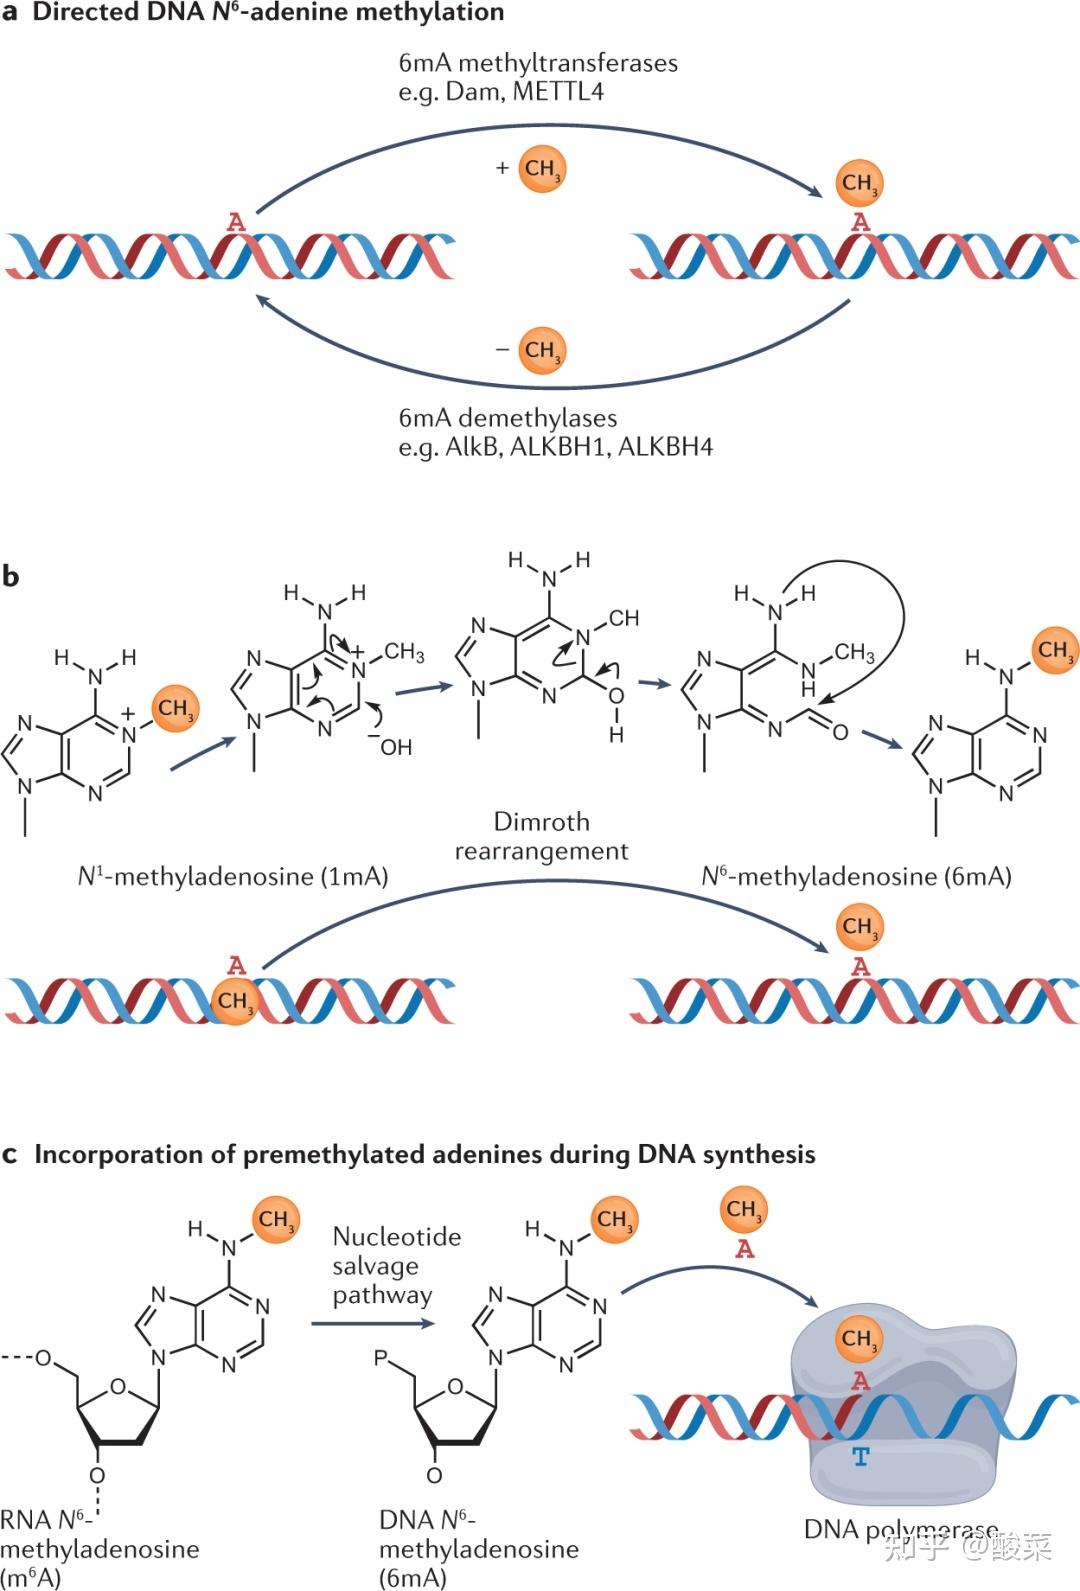 a Directed DNA N⁶-adenine methylation
6mA methyltransferases
e.g. Dam, METTL4
+ CH₃
CH₃
A
A
− CH₃
6mA demethylases
e.g. AlkB, ALKBH1, ALKBH4
b
H H
N
+
N CH₃
N
N
N
H H
N
+
N CH₃
N
N
N
⁻OH
H H
N
N CH
N
N
N
O
H
H H
N
CH₃
N
H
N
N
N
O
H CH₃
N
N
N
N
N
Dimroth
rearrangement
N¹-methyladenosine (1mA)
N⁶-methyladenosine (6mA)
A
CH₃
CH₃
A
c Incorporation of premethylated adenines during DNA synthesis
H CH₃
N
N
N
N
N
O
O
O
RNA N⁶-
methyladenosine
(m⁶A)
Nucleotide
salvage
pathway
H CH₃
N
N
N
N
N
P
O
O
DNA N⁶-
methyladenosine
(6mA)
CH₃
A
CH₃
A
T
DNA polymerase
知乎 @酸菜